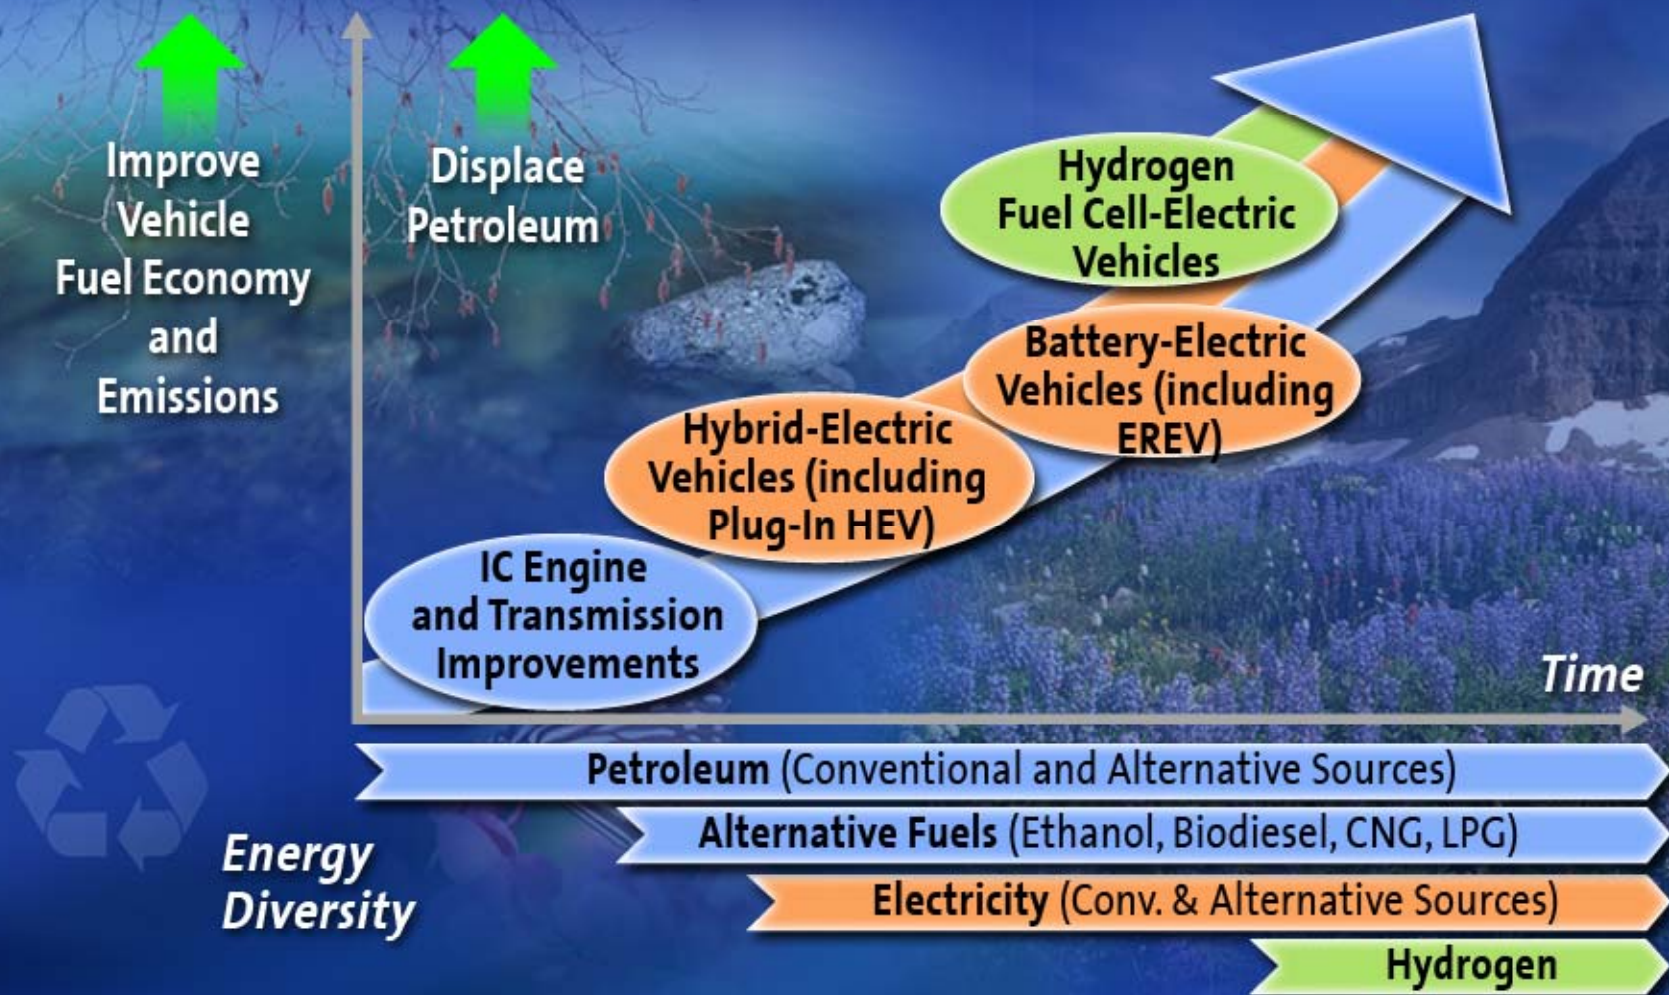 Improve
Vehicle
Fuel Economy
and
Emissions
Displace
Petroleum
Hydrogen
Fuel Cell-Electric
Vehicles
Battery-Electric
Vehicles (including
EREV)
Hybrid-Electric
Vehicles (including
Plug-In HEV)
IC Engine
and Transmission
Improvements
Time
Energy
Diversity
Petroleum (Conventional and Alternative Sources)
Alternative Fuels (Ethanol, Biodiesel, CNG, LPG)
Electricity (Conv. & Alternative Sources)
Hydrogen